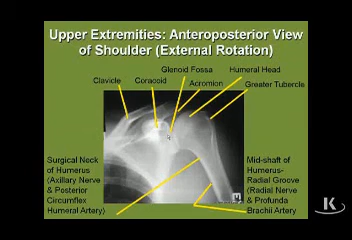 Upper Extremities: Anteroposterior View
of Shoulder (External Rotation)
Glenoid Fossa
Humeral Head
Clavicle
Coracoid
Acromion
Greater Tubercle
Surgical Neck
of Humerus
(Axillary Nerve
& Posterior
Circumflex
Humeral Artery)
Mid-shaft of
Humerus-
Radial Groove
(Radial Nerve
& Profunda
Brachii Artery
K